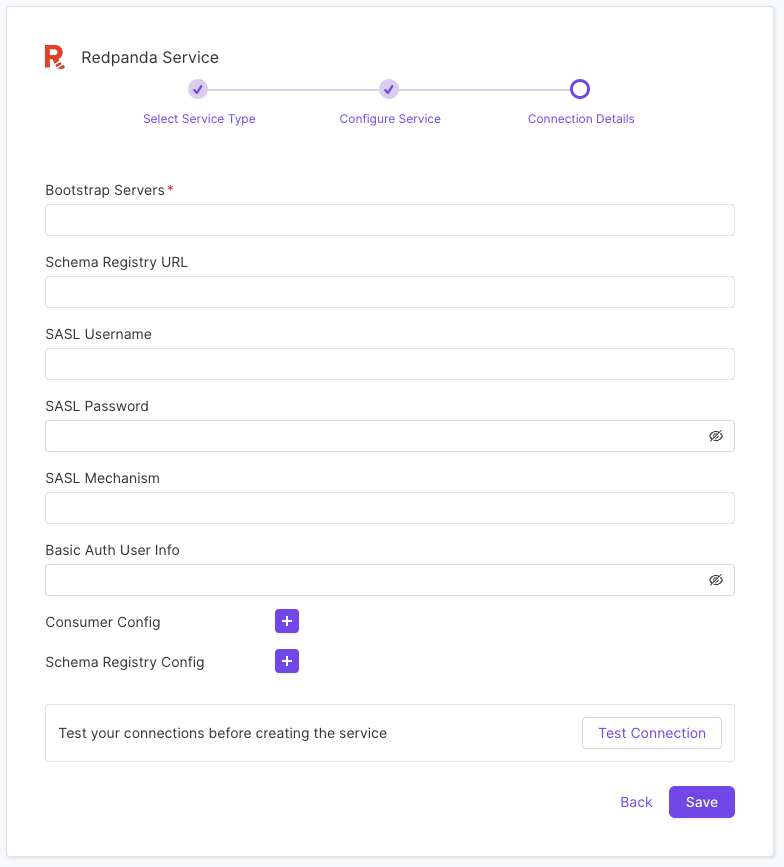 Redpanda Service
Select Service Type
Configure Service
Connection Details
Bootstrap Servers*
Schema Registry URL
SASL Username
SASL Password
SASL Mechanism
Basic Auth User Info
Consumer Config
Schema Registry Config
Test your connections before creating the service
Test Connection
Back
Save